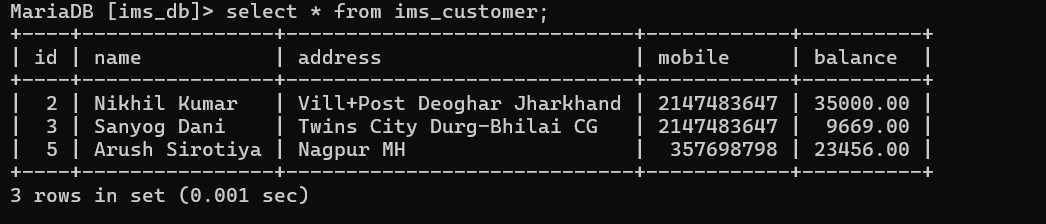 MariaDB [ims_db]> select * from ims_customer;
+----+----------------+-----------------------------+------------+----------+
| id | name           | address                     | mobile     | balance  |
+----+----------------+-----------------------------+------------+----------+
|  2 | Nikhil Kumar   | Vill+Post Deoghar Jharkhand | 2147483647 | 35000.00 |
|  3 | Sanyog Dani    | Twins City Durg-Bhilai CG   | 2147483647 |  9669.00 |
|  5 | Arush Sirotiya | Nagpur MH                   |  357698798 | 23456.00 |
+----+----------------+-----------------------------+------------+----------+
3 rows in set (0.001 sec)